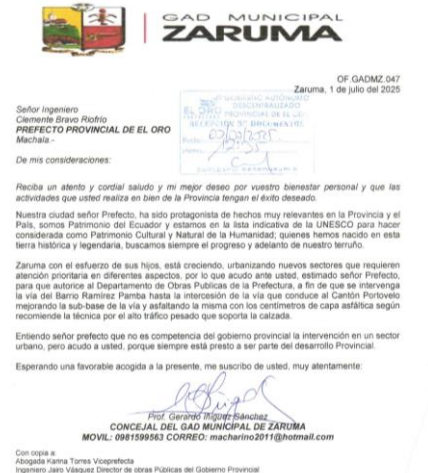 GAD MUNICIPAL
ZARUMA
OF.GADMZ.047
Zaruma, 1 de julio del 2025
GOBIERNO AUTÓNOMO
DESCENTRALIZADO
PROVINCIAL DE EL
RECEPCIÓN DE DOCUMENTOS
Señor Ingeniero
Clemente Bravo Riofrío
PREFECTO PROVINCIAL DE EL ORO
Machala.-
De mis consideraciones:
Reciba un atento y cordial saludo y mi mejor deseo por vuestro bienestar personal y que las
actividades que usted realiza en bien de la Provincia tengan el éxito deseado.
Nuestra ciudad señor Prefecto, ha sido protagonista de hechos muy relevantes en la Provincia y el
País, somos Patrimonio del Ecuador y estamos en la lista indicativa de la UNESCO para hacer
considerada como Patrimonio Cultural y Natural de la Humanidad; quienes hemos nacido en esta
tierra histórica y legendaria, buscamos siempre el progreso y adelanto de nuestro terruño.
Zaruma con el esfuerzo de sus hijos, está creciendo, urbanizando nuevos sectores que requieren
atención prioritaria en diferentes aspectos, por lo que acudo ante usted, estimado señor Prefecto,
para que autorice al Departamento de Obras Publicas de la Prefectura, a fin de que se intervenga
la vía del Barrio Ramírez Pamba hasta la intercesión de la vía que conduce al Cantón Portovelo
mejorando la sub-base de la vía y asfaltando la misma con los centímetros de capa asfáltica según
recomiende la técnica por el alto tráfico pesado que soporta la calzada.
Entiendo señor prefecto que no es competencia del gobierno provincial la intervención en un sector
urbano, pero acudo a usted, porque siempre está presto a ser parte del desarrollo Provincial.
Esperando una favorable acogida a la presente, me suscribo de usted, muy atentamente:
Prof. Gerardo Iñiguez Sánchez
CONCEJAL DEL GAD MUNICIPAL DE ZARUMA
MOVIL: 0981599563 CORREO: macharino2011@hotmail.com
Con copia a:
Abogada Karina Torres Viceprefecta
Ingeniero Jairo Vásquez Director de obras Públicas del Gobierno Provincial